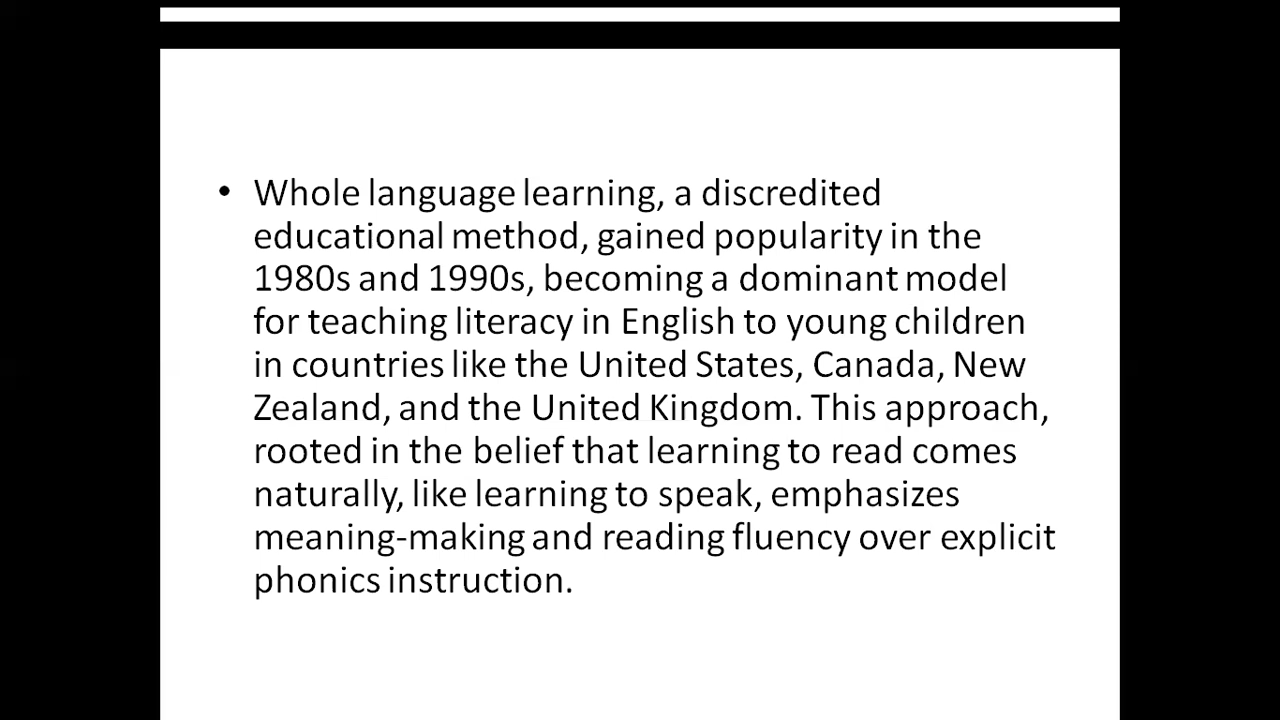 • Whole language learning, a discredited
educational method, gained popularity in the
1980s and 1990s, becoming a dominant model
for teaching literacy in English to young children
in countries like the United States, Canada, New
Zealand, and the United Kingdom. This approach,
rooted in the belief that learning to read comes
naturally, like learning to speak, emphasizes
meaning-making and reading fluency over explicit
phonics instruction.